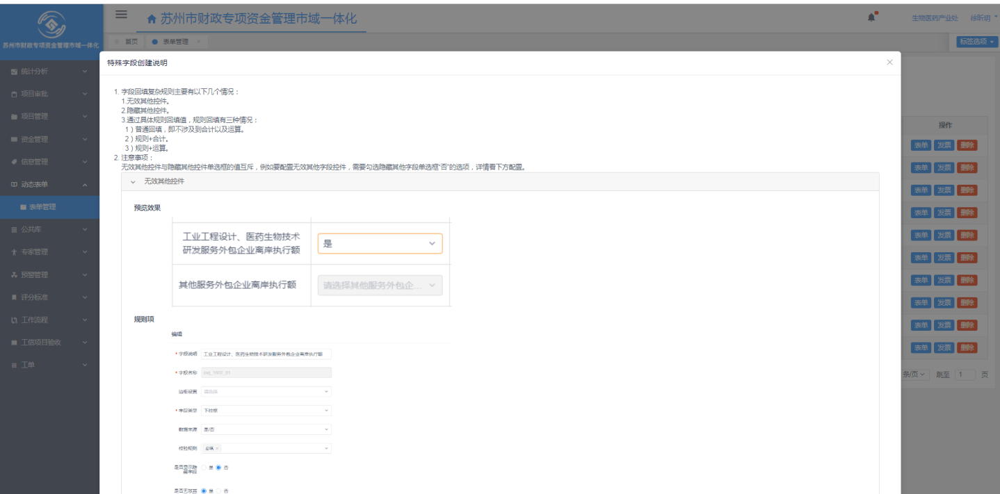 苏州市财政专项资金管理市域一体化
生物医药产业处 徐昕玥
苏州市财政专项资金管理市域一体化
首页 表单管理 ×
标签选项
统计分析
项目审批
项目管理
资金管理
信息管理
动态表单
表单管理
公共库
专家管理
预警管理
评分标准
工作流程
工信项目验收
工单
特殊字段创建说明
1. 字段回填复杂规则主要有以下几个情况：
1.无效其他控件。
2.隐藏其他控件。
3.通过具体规则回填值，规则回填有三种情况：
1）普通回填，即不涉及到合计以及运算。
2）规则+合计。
3）规则+运算。
2. 注意事项：
无效其他控件与隐藏其他控件单选框的值互斥，例如要配置无效其他字段控件，需要勾选隐藏其他字段单选框“否”的选项，详情看下方配置。
无效其他控件
预览效果
工业工程设计、医药生物技术
研发服务外包企业离岸执行额
是
其他服务外包企业离岸执行额
请选择其他服务外包企...
规则项
编辑
* 字段说明 工业工程设计、医药生物技术研发服务外包企业离岸执行额
* 字段名称
边框设置 请选择
* 字段类型 下拉框
数据来源 是/否
校验规则 必填 ×
是否显示隐
藏字段
是 否
是否无效其
是 否
操作
表单 发票 删除
表单 发票 删除
表单 发票 删除
表单 发票 删除
表单 发票 删除
表单 发票 删除
表单 发票 删除
表单 发票 删除
表单 发票 删除
表单 发票 删除
条/页 跳至 1 页